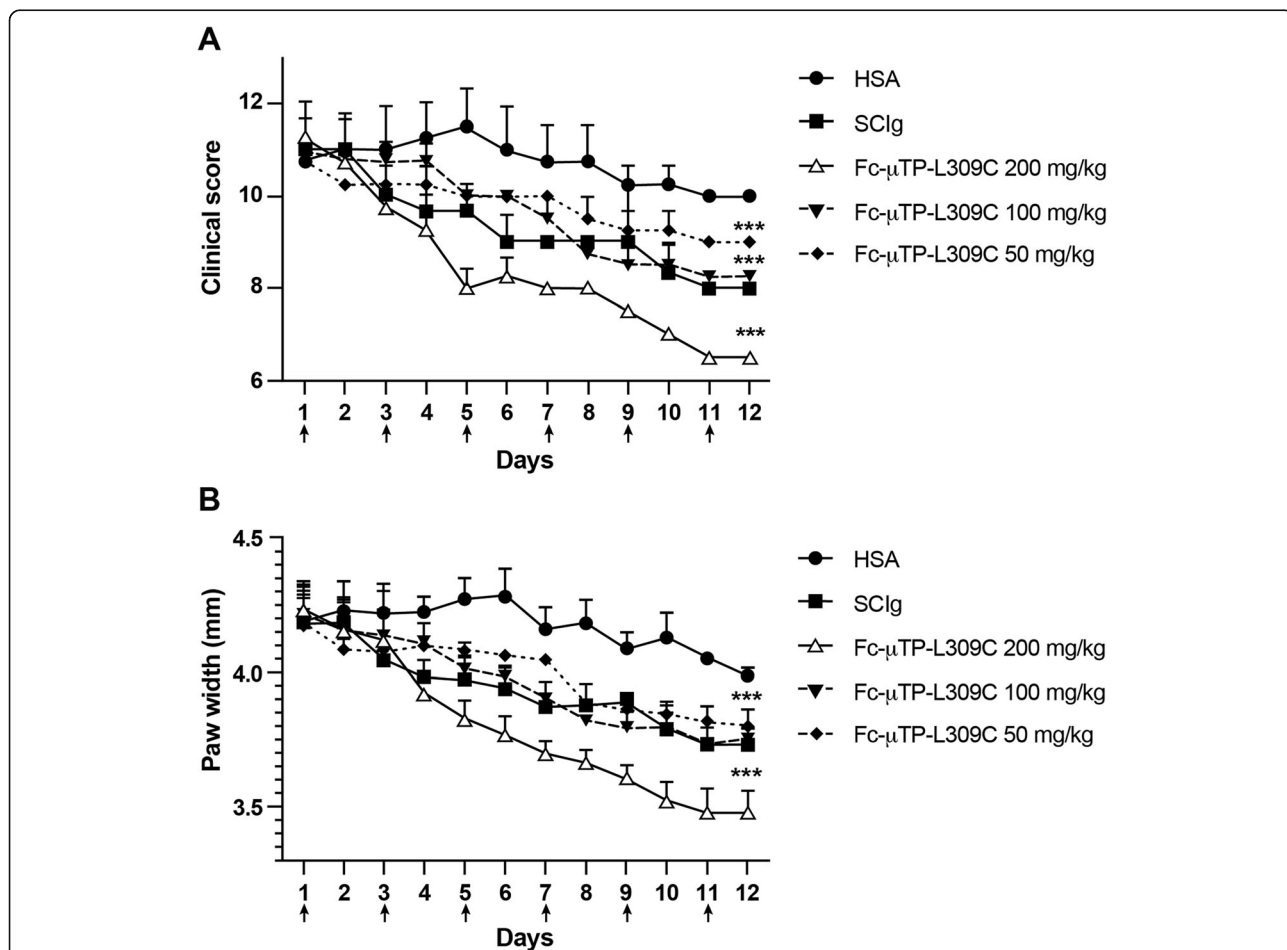 A
Clinical score
12
10
8
6
***
***
***
1 2 3 4 5 6 7 8 9 10 11 12
Days
HSA
SCIg
Fc-μTP-L309C 200 mg/kg
Fc-μTP-L309C 100 mg/kg
Fc-μTP-L309C 50 mg/kg
B
Paw width (mm)
4.5
4.0
3.5
***
***
1 2 3 4 5 6 7 8 9 10 11 12
Days
HSA
SCIg
Fc-μTP-L309C 200 mg/kg
Fc-μTP-L309C 100 mg/kg
Fc-μTP-L309C 50 mg/kg